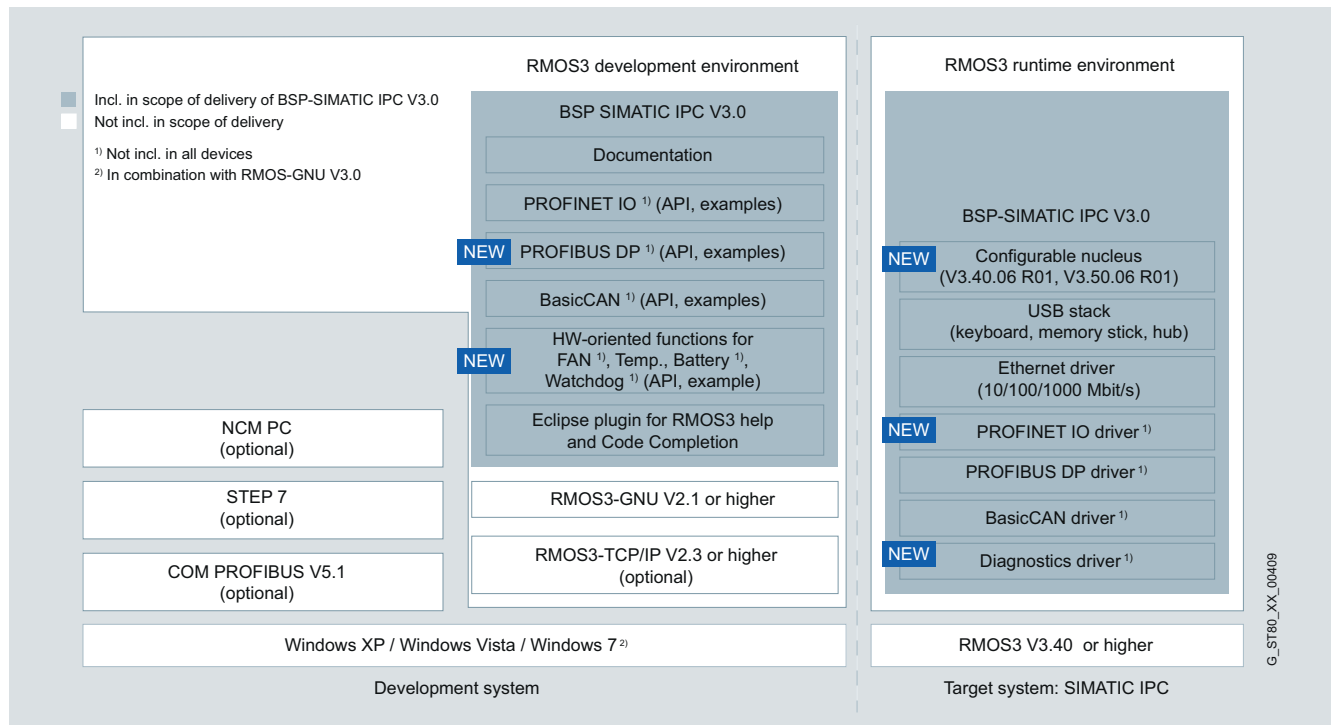 RMOS3 development environment
RMOS3 runtime environment
Incl. in scope of delivery of BSP-SIMATIC IPC V3.0
Not incl. in scope of delivery
1) Not incl. in all devices
2) In combination with RMOS-GNU V3.0
BSP SIMATIC IPC V3.0
Documentation
PROFINET IO 1) (API, examples)
NEW
PROFIBUS DP 1) (API, examples)
BasicCAN 1) (API, examples)
NEW
HW-oriented functions for
FAN 1), Temp., Battery 1),
Watchdog 1) (API, example)
Eclipse plugin for RMOS3 help
and Code Completion
RMOS3-GNU V2.1 or higher
RMOS3-TCP/IP V2.3 or higher
(optional)
NCM PC
(optional)
STEP 7
(optional)
COM PROFIBUS V5.1
(optional)
Windows XP / Windows Vista / Windows 7 2)
Development system
BSP-SIMATIC IPC V3.0
NEW
Configurable nucleus
(V3.40.06 R01, V3.50.06 R01)
USB stack
(keyboard, memory stick, hub)
Ethernet driver
(10/100/1000 Mbit/s)
NEW
PROFINET IO driver 1)
PROFIBUS DP driver 1)
BasicCAN driver 1)
NEW
Diagnostics driver 1)
RMOS3 V3.40 or higher
Target system: SIMATIC IPC
G_ST80_XX_00409